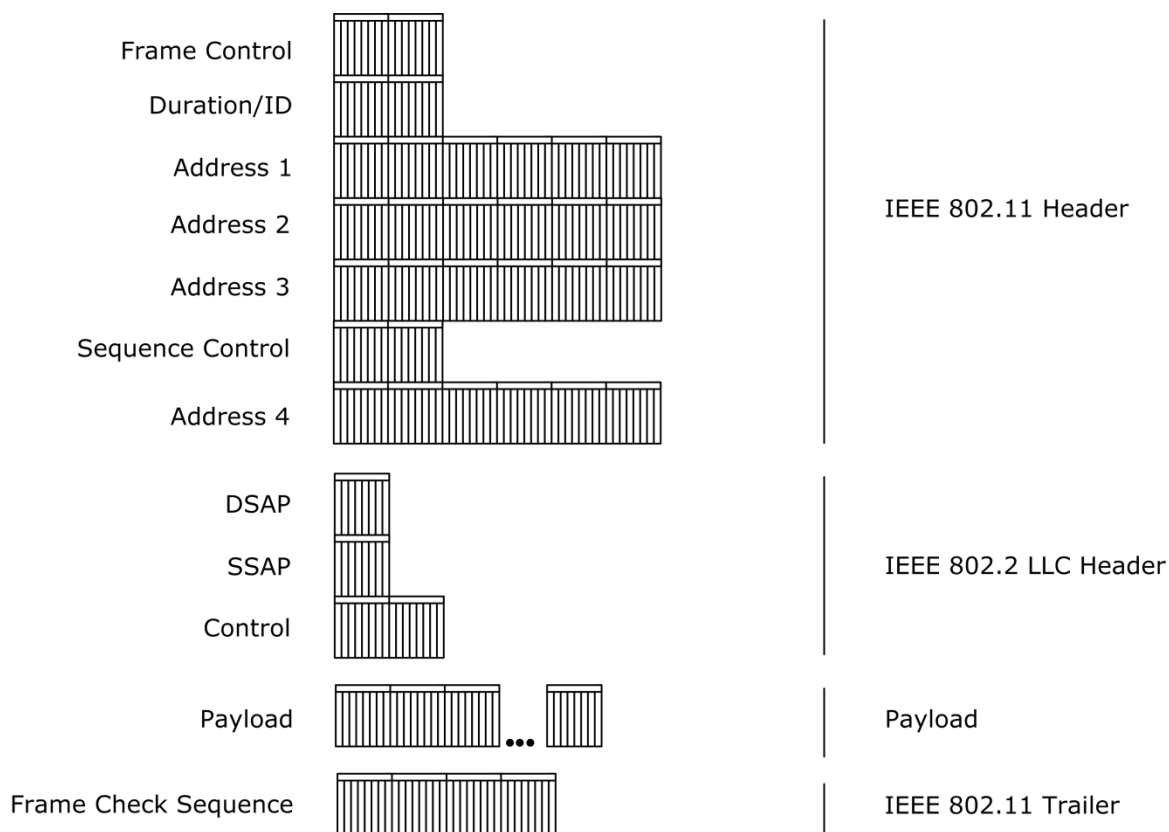 Frame Control
Duration/ID
Address 1
Address 2
Address 3
Sequence Control
Address 4
IEEE 802.11 Header
DSAP
SSAP
Control
IEEE 802.2 LLC Header
Payload
Payload
Frame Check Sequence
IEEE 802.11 Trailer